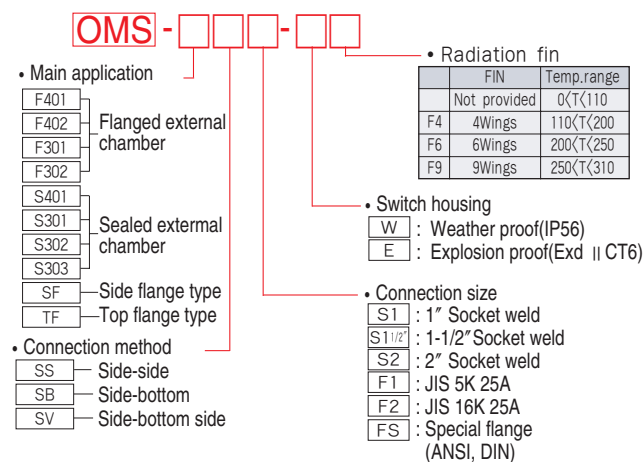 OMS - -
• Main application
F401
F402
F301
F302
Flanged external
chamber
S401
S301
S302
S303
Sealed extermal
chamber
SF Side flange type
TF Top flange type
• Connection method
SS Side-side
SB Side-bottom
SV Side-bottom side
• Radiation fin
FIN Temp.range
Not provided 0〈T〈110
F4 4Wings 110〈T〈200
F6 6Wings 200〈T〈250
F9 9Wings 250〈T〈310
• Switch housing
W : Weather proof(IP56)
E : Explosion proof(Exd ㅣㅣCT6)
• Connection size
S1 : 1″ Socket weld
S1 1/2″ : 1-1/2″Socket weld
S2 : 2″ Socket weld
F1 : JIS 5K 25A
F2 : JIS 16K 25A
FS : Special flange
(ANSI, DIN)